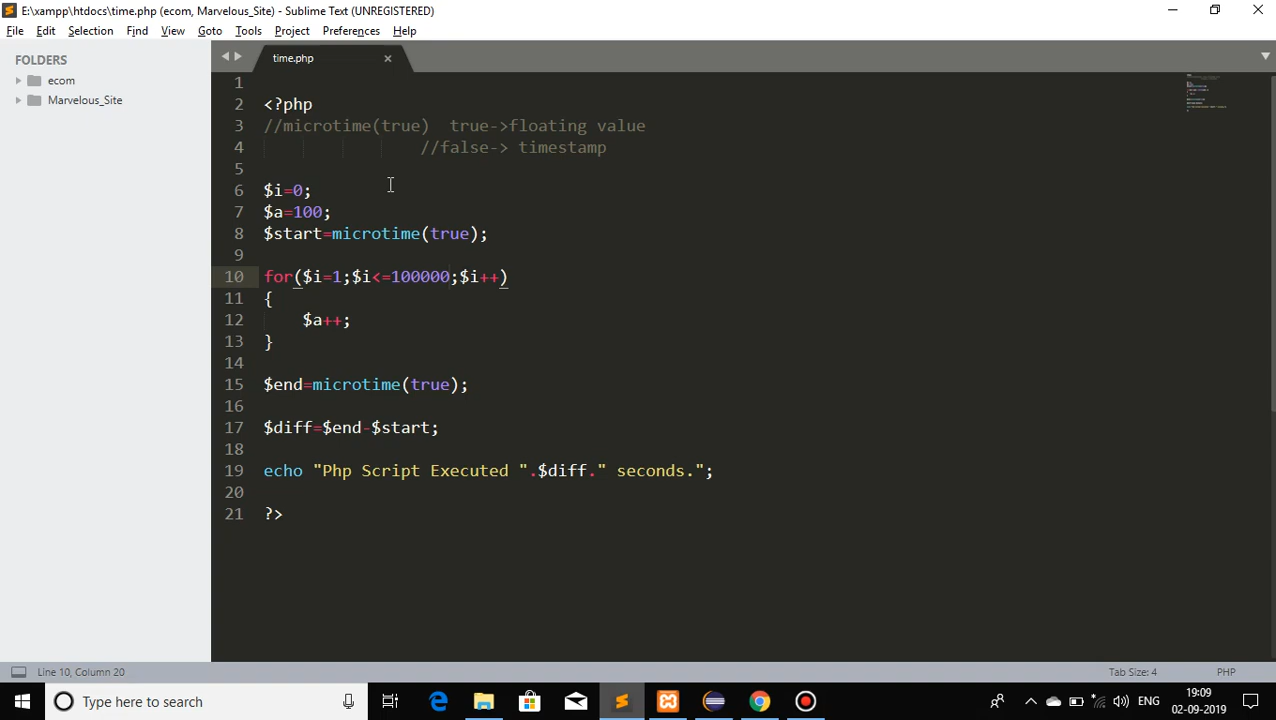 E:\xampp\htdocs\time.php (ecom, Marvelous_Site) - Sublime Text (UNREGISTERED)
File Edit Selection Find View Goto Tools Project Preferences Help
FOLDERS
ecom
Marvelous_Site
time.php
1
2 <?php
3 //microtime(true)  true->floating value
4 //false-> timestamp
5
6 $i=0;
7 $a=100;
8 $start=microtime(true);
9
10 for($i=1;$i<=100000;$i++)
11 {
12 $a++;
13 }
14
15 $end=microtime(true);
16
17 $diff=$end-$start;
18
19 echo "Php Script Executed ".$diff." seconds.";
20
21 ?>
Line 10, Column 20
Tab Size: 4
PHP
Type here to search
ENG
19:09
02-09-2019